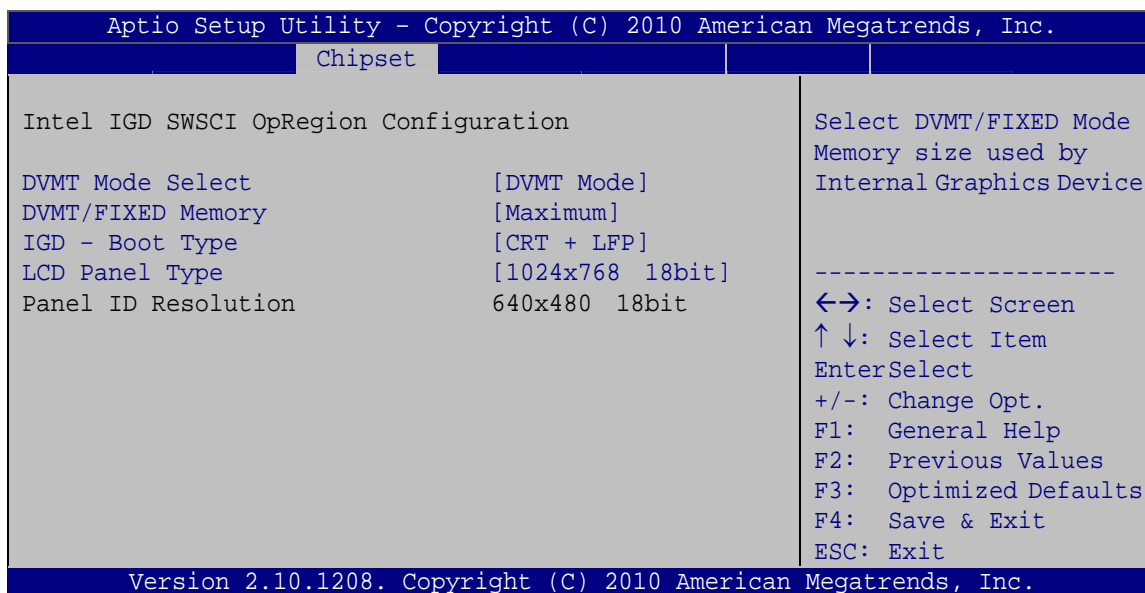 Aptio Setup Utility – Copyright (C) 2010 American Megatrends, Inc.
Chipset
Intel IGD SWSCI OpRegion Configuration
DVMT Mode Select [DVMT Mode]
DVMT/FIXED Memory [Maximum]
IGD – Boot Type [CRT + LFP]
LCD Panel Type [1024x768 18bit]
Panel ID Resolution 640x480 18bit
Select DVMT/FIXED Mode
Memory size used by
Internal Graphics Device
---------------------
←→: Select Screen
↑ ↓: Select Item
EnterSelect
+/-: Change Opt.
F1: General Help
F2: Previous Values
F3: Optimized Defaults
F4: Save & Exit
ESC: Exit
Version 2.10.1208. Copyright (C) 2010 American Megatrends, Inc.